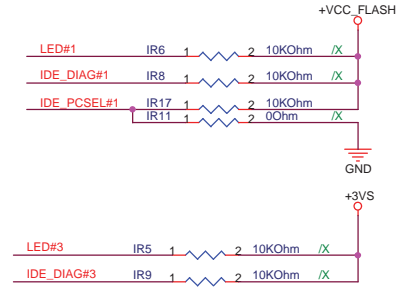 +VCC_FLASH
LED#1 IR6 1 2 10KOhm /X
IDE_DIAG#1 IR8 1 2 10KOhm /X
IDE_PCSEL#1 IR17 1 2 10KOhm
IR11 1 2 0Ohm /X
GND
+3VS
LED#3 IR5 1 2 10KOhm /X
IDE_DIAG#3 IR9 1 2 10KOhm /X